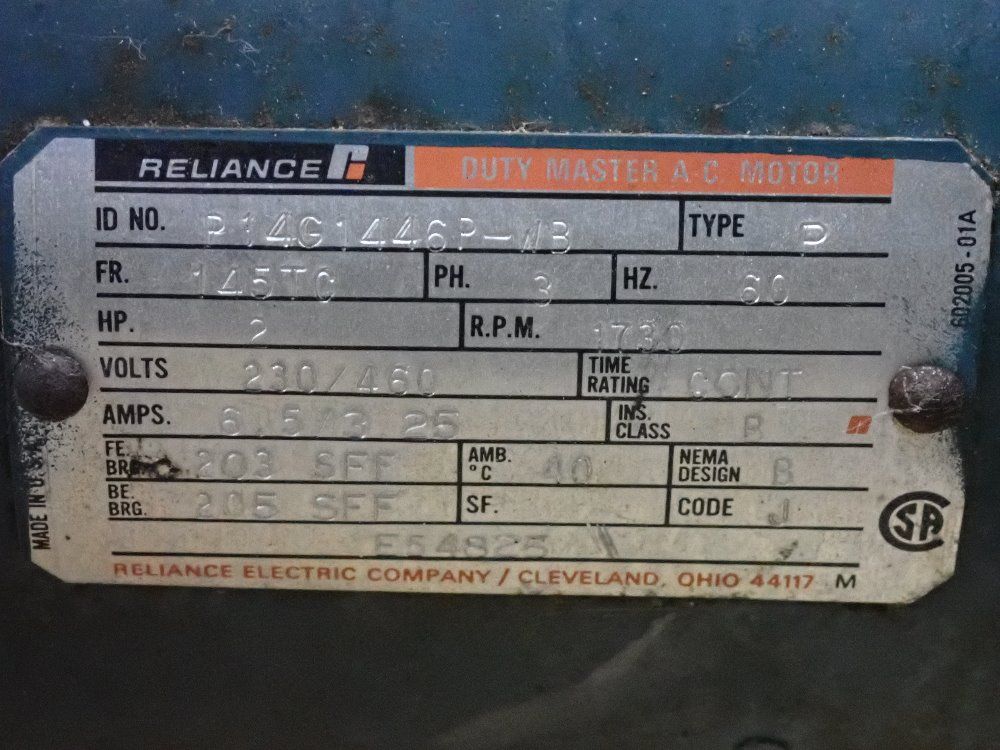 RELIANCE DUTY MASTER A-C MOTOR
ID NO. P14G1446P-WB TYPE P
FR. 145TC PH. 3 HZ. 60
HP. 2 R.P.M. 1730
VOLTS 230/460 TIME RATING CONT
AMPS. 6.5/3.25 INS. CLASS B
FE. BRG. 203 SFF AMB. °C 40 NEMA DESIGN B
BE. BRG. 205 SFF SF. CODE J
E54825
RELIANCE ELECTRIC COMPANY / CLEVELAND, OHIO 44117 M
MADE IN U.S.A.
602005-01A
SA